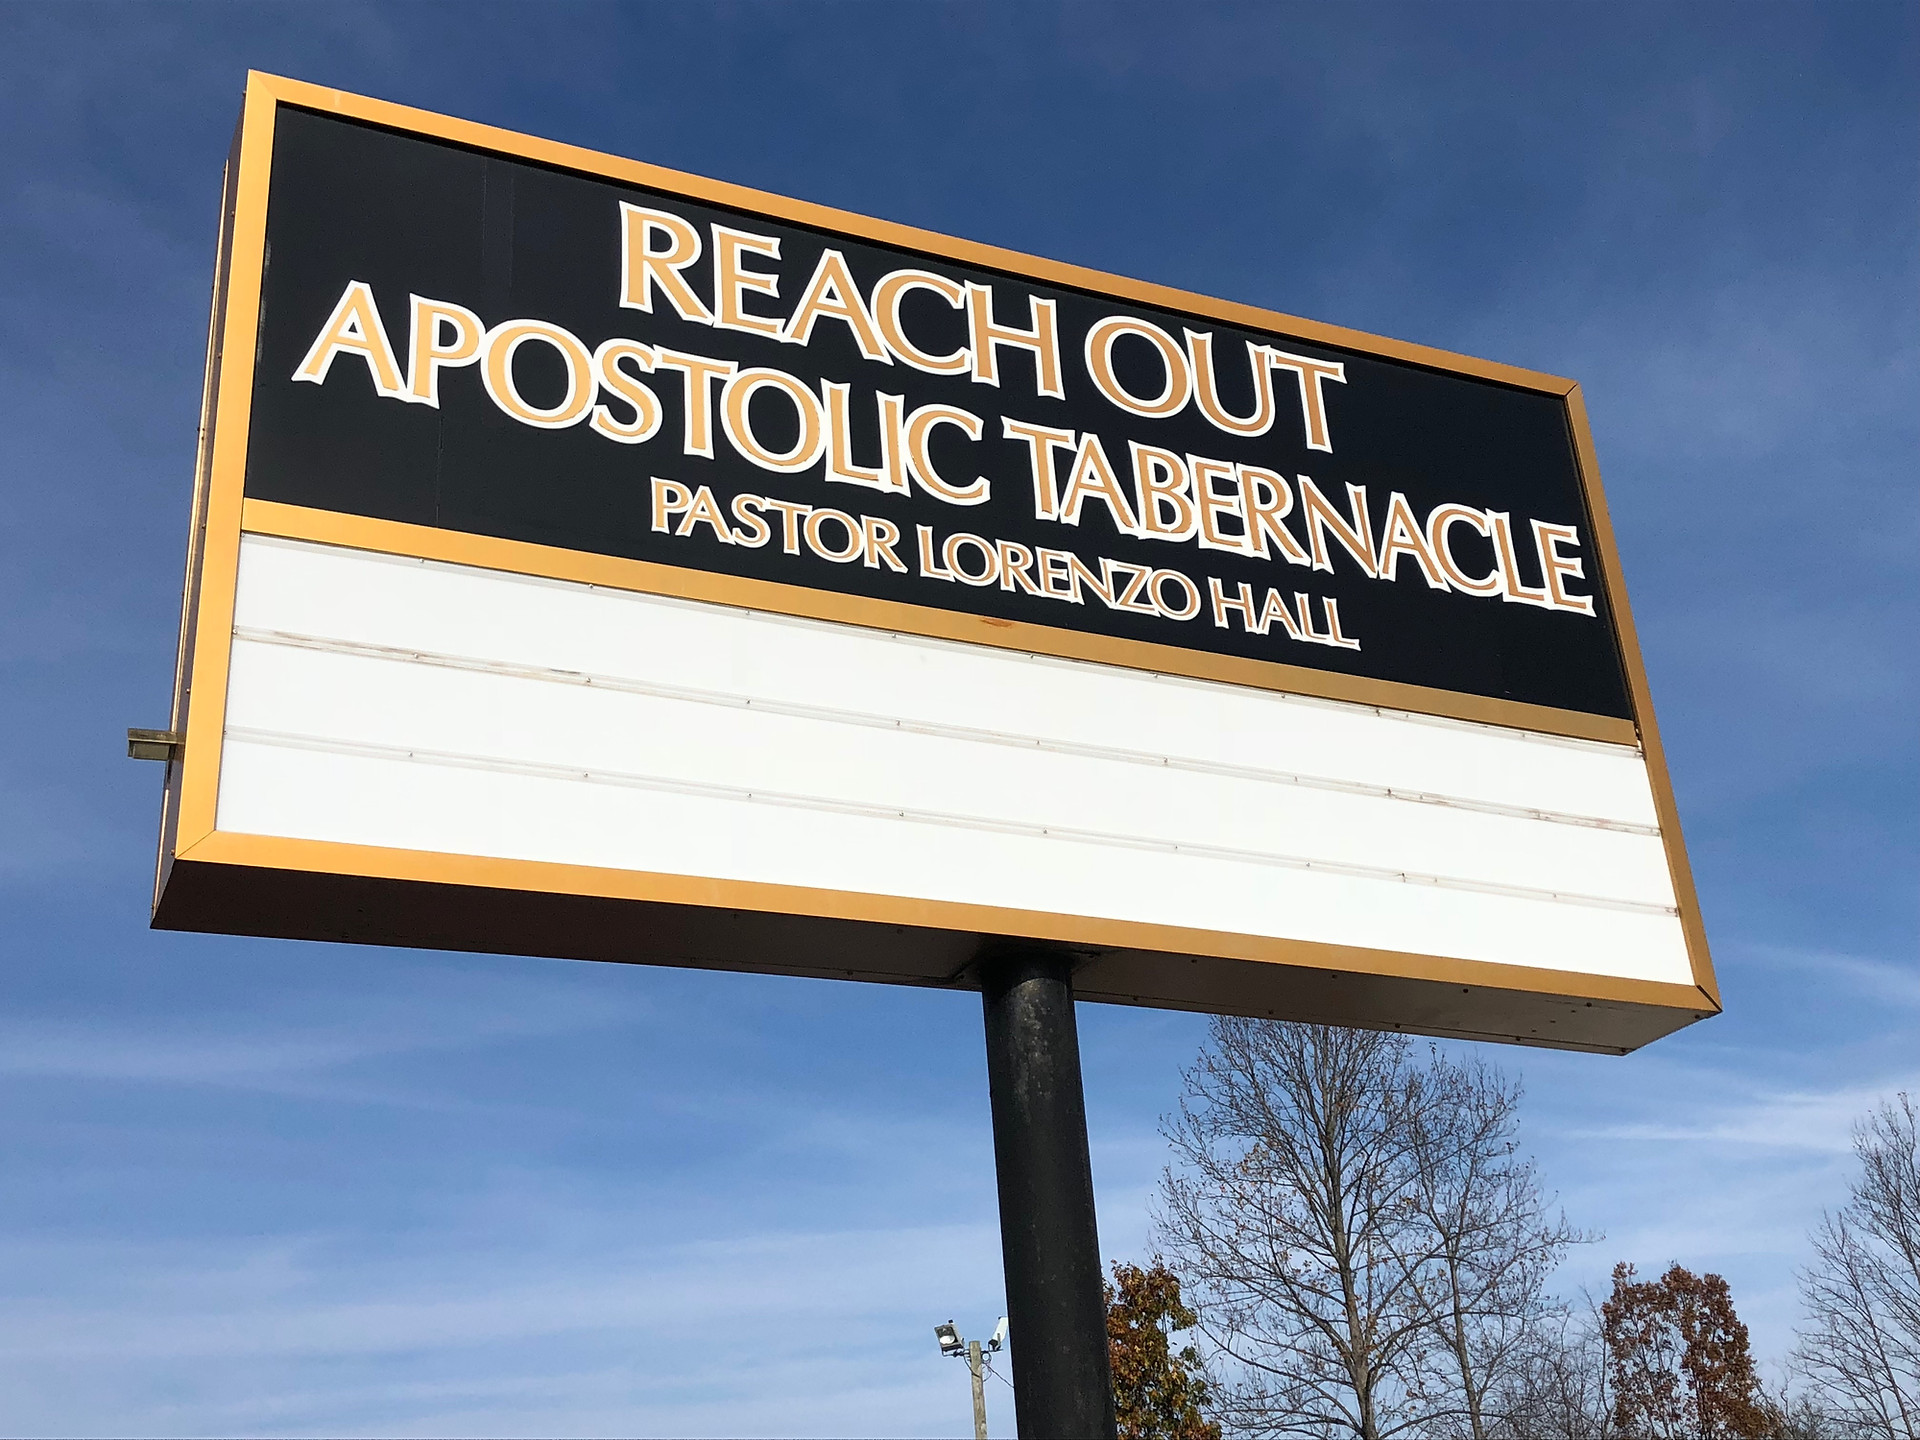 REACH OUT
APOSTOLIC TABERNACLE
PASTOR LORENZO HALL